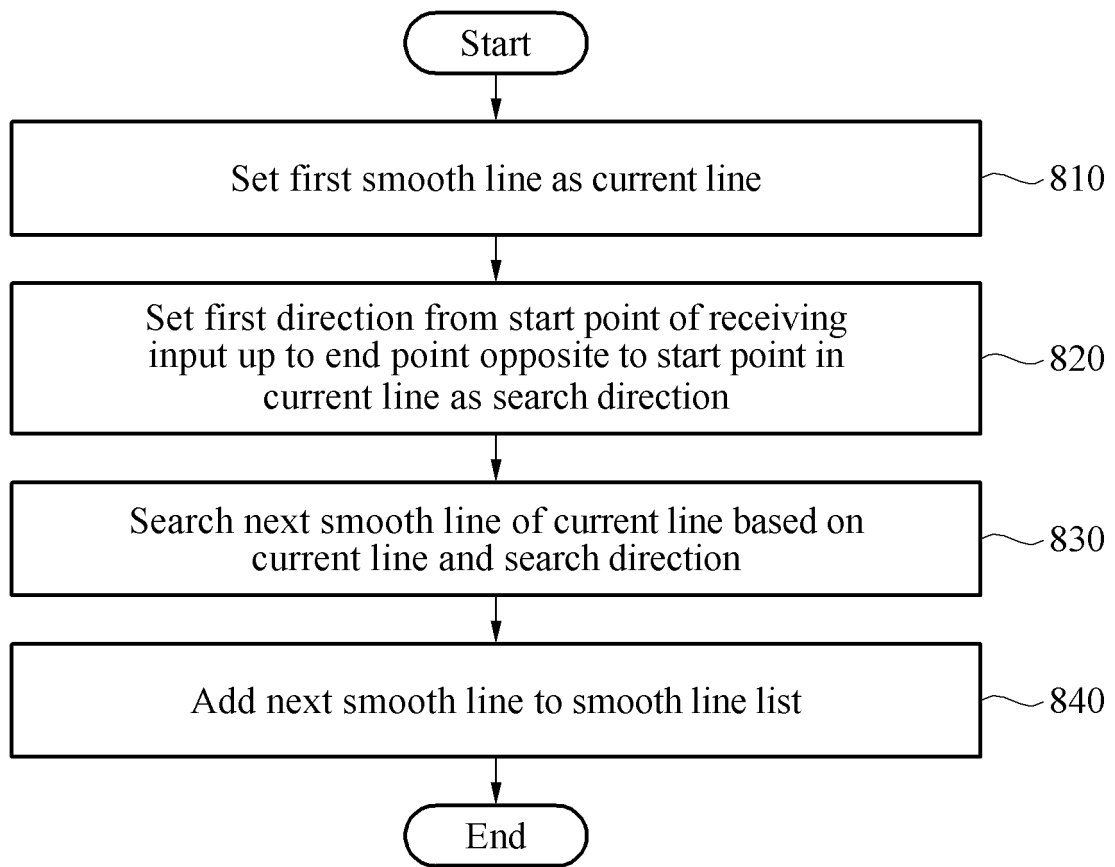 Start
Set first smooth line as current line
810
Set first direction from start point of receiving
input up to end point opposite to start point in
current line as search direction
820
Search next smooth line of current line based on
current line and search direction
830
Add next smooth line to smooth line list
840
End